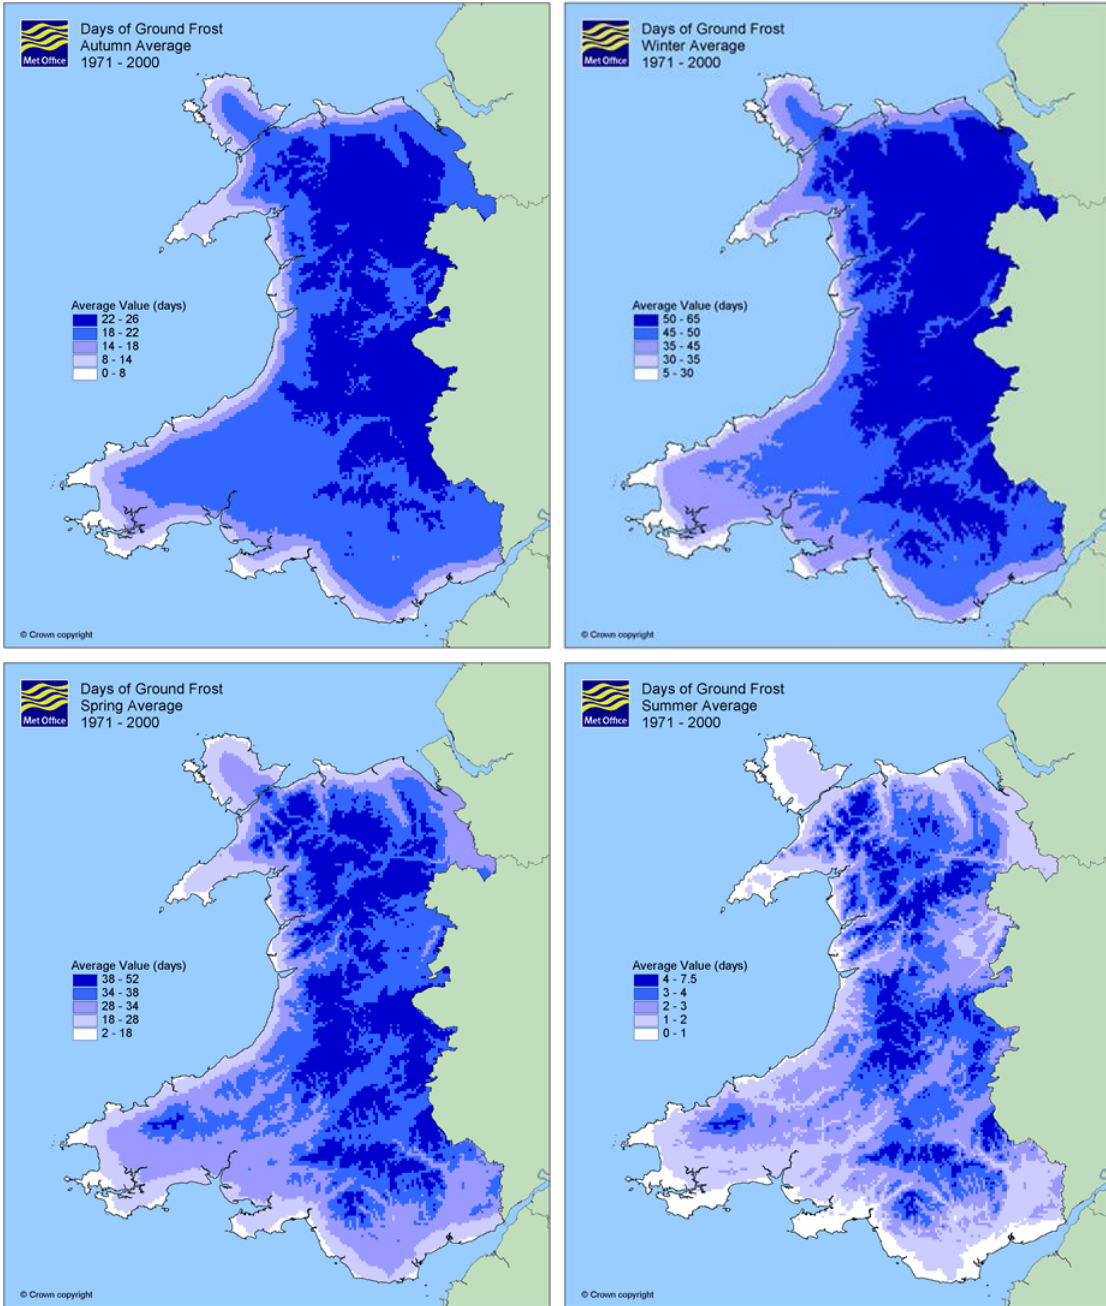 Met Office
Days of Ground Frost
Autumn Average
1971 - 2000
Average Value (days)
22 - 26
18 - 22
14 - 18
8 - 14
0 - 8
© Crown copyright
Met Office
Days of Ground Frost
Winter Average
1971 - 2000
Average Value (days)
50 - 65
45 - 50
35 - 45
30 - 35
5 - 30
© Crown copyright
Met Office
Days of Ground Frost
Spring Average
1971 - 2000
Average Value (days)
38 - 52
34 - 38
28 - 34
18 - 28
2 - 18
© Crown copyright
Met Office
Days of Ground Frost
Summer Average
1971 - 2000
Average Value (days)
4 - 7.5
3 - 4
2 - 3
1 - 2
0 - 1
© Crown copyright